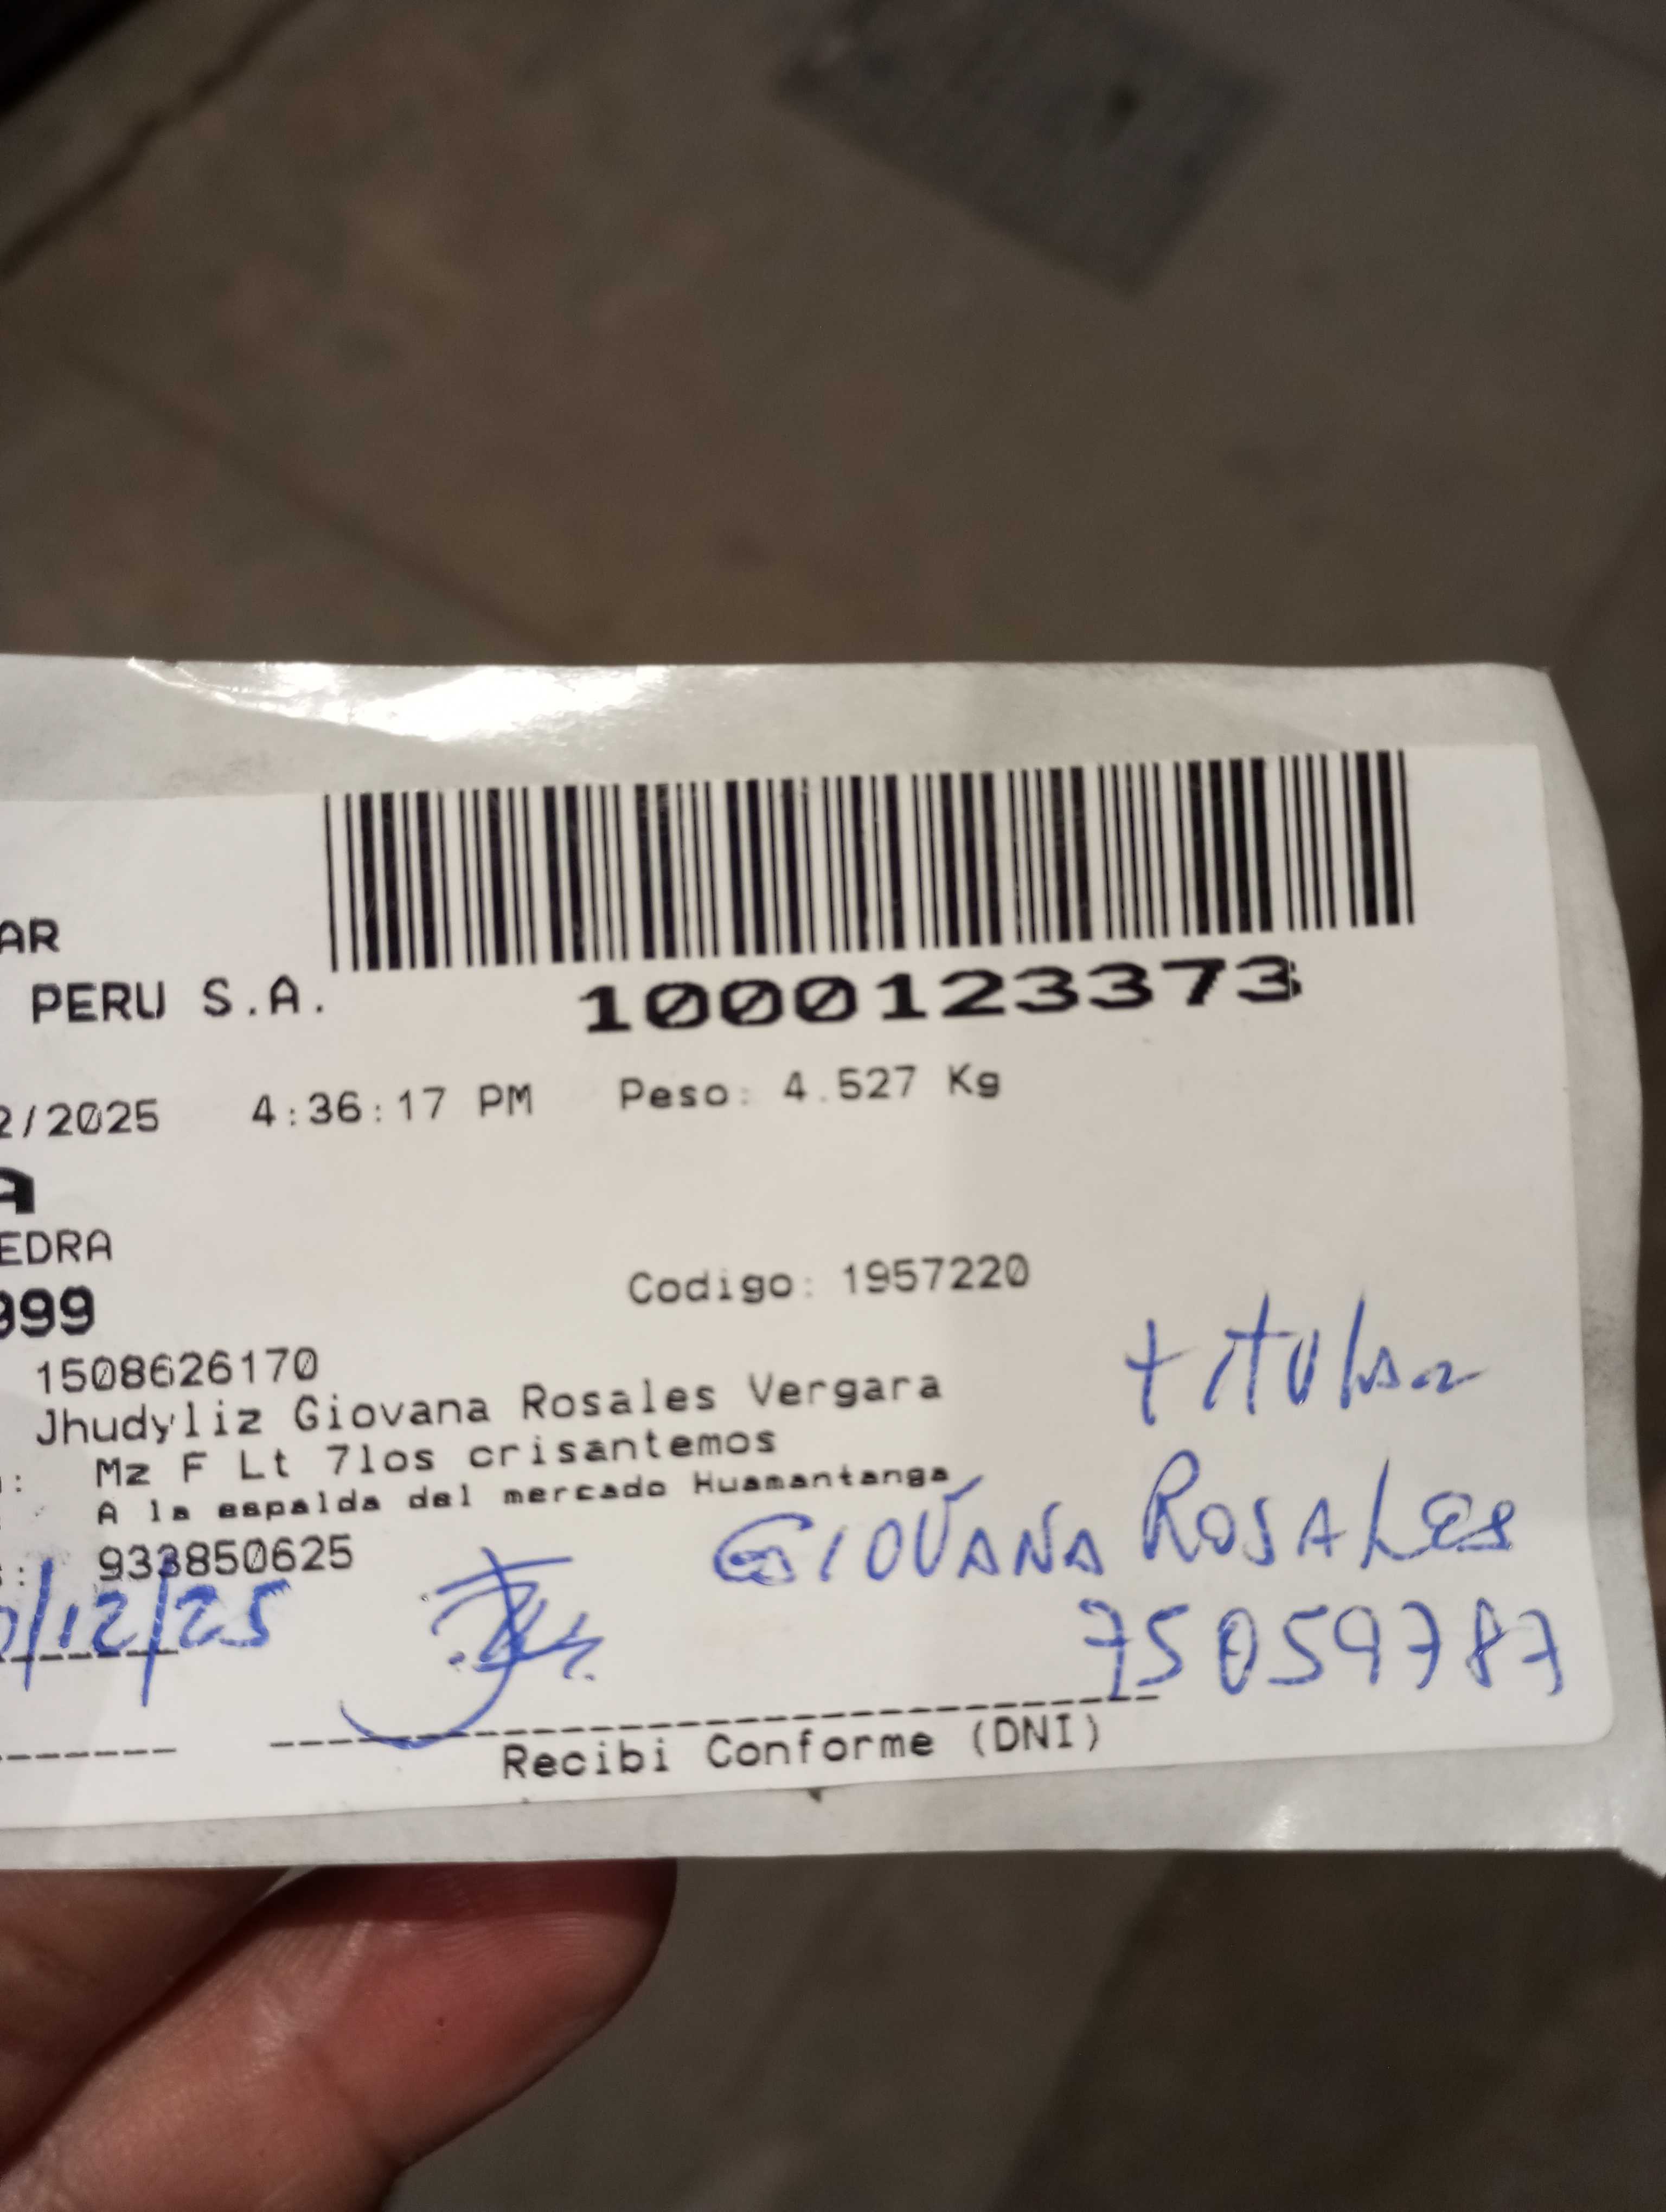 AR
PERU S.A.
1000123373
2/2025 4:36:17 PM Peso: 4.527 Kg
A
EDRA
Codigo: 1957220
999
1508626170
titular
Jhudyliz Giovana Rosales Vergara
Mz F Lt 7los crisantemos
A la espalda del mercado Huamantanga
GIOVANA ROSALES
933850625
/12/25
75059787
Recibi Conforme (DNI)